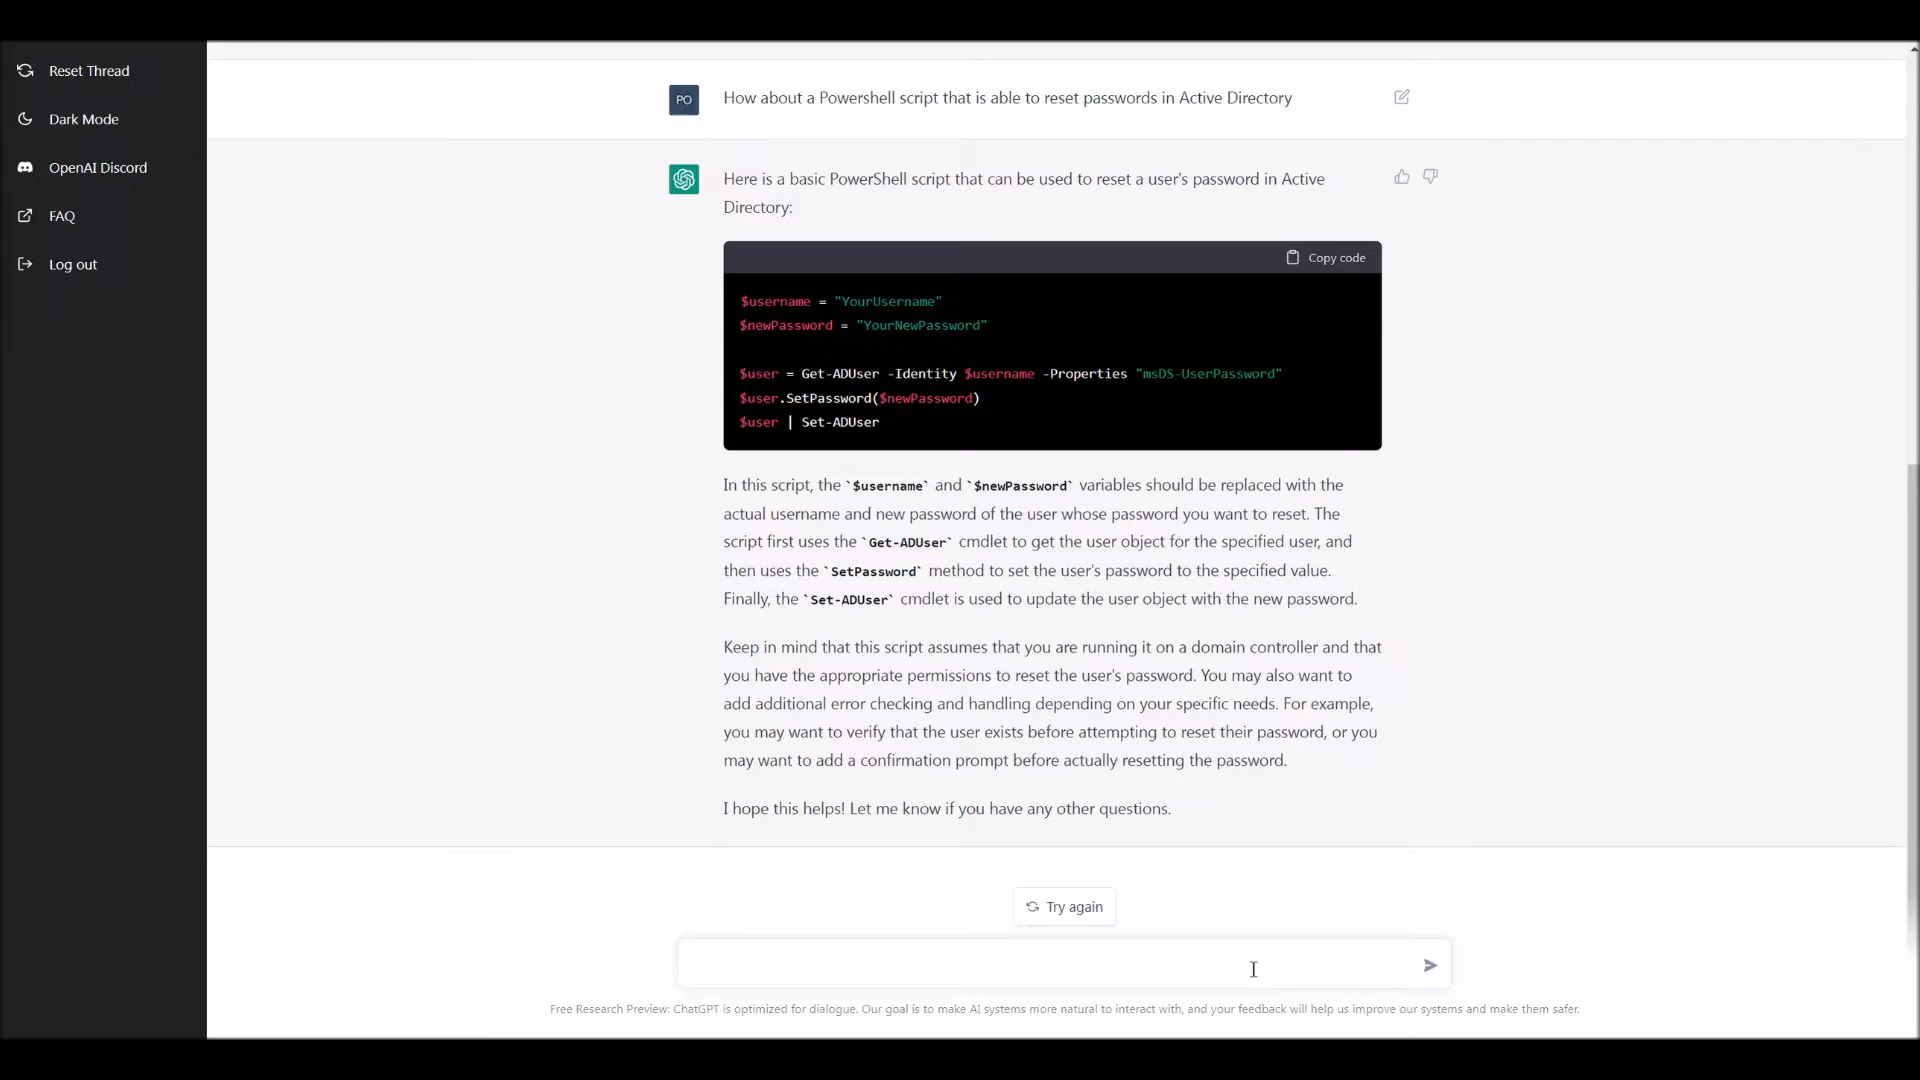 Reset Thread
Dark Mode
OpenAI Discord
FAQ
Log out
PO
How about a Powershell script that is able to reset passwords in Active Directory
Here is a basic PowerShell script that can be used to reset a user's password in Active
Directory:
Copy code
$username = "YourUsername"
$newPassword = "YourNewPassword"
$user = Get-ADUser -Identity $username -Properties "msDS-UserPassword"
$user.SetPassword($newPassword)
$user | Set-ADUser
In this script, the `$username` and `$newPassword` variables should be replaced with the
actual username and new password of the user whose password you want to reset. The
script first uses the `Get-ADUser` cmdlet to get the user object for the specified user, and
then uses the `SetPassword` method to set the user's password to the specified value.
Finally, the `Set-ADUser` cmdlet is used to update the user object with the new password.
Keep in mind that this script assumes that you are running it on a domain controller and that
you have the appropriate permissions to reset the user's password. You may also want to
add additional error checking and handling depending on your specific needs. For example,
you may want to verify that the user exists before attempting to reset their password, or you
may want to add a confirmation prompt before actually resetting the password.
I hope this helps! Let me know if you have any other questions.
Try again
Free Research Preview: ChatGPT is optimized for dialogue. Our goal is to make AI systems more natural to interact with, and your feedback will help us improve our systems and make them safer.